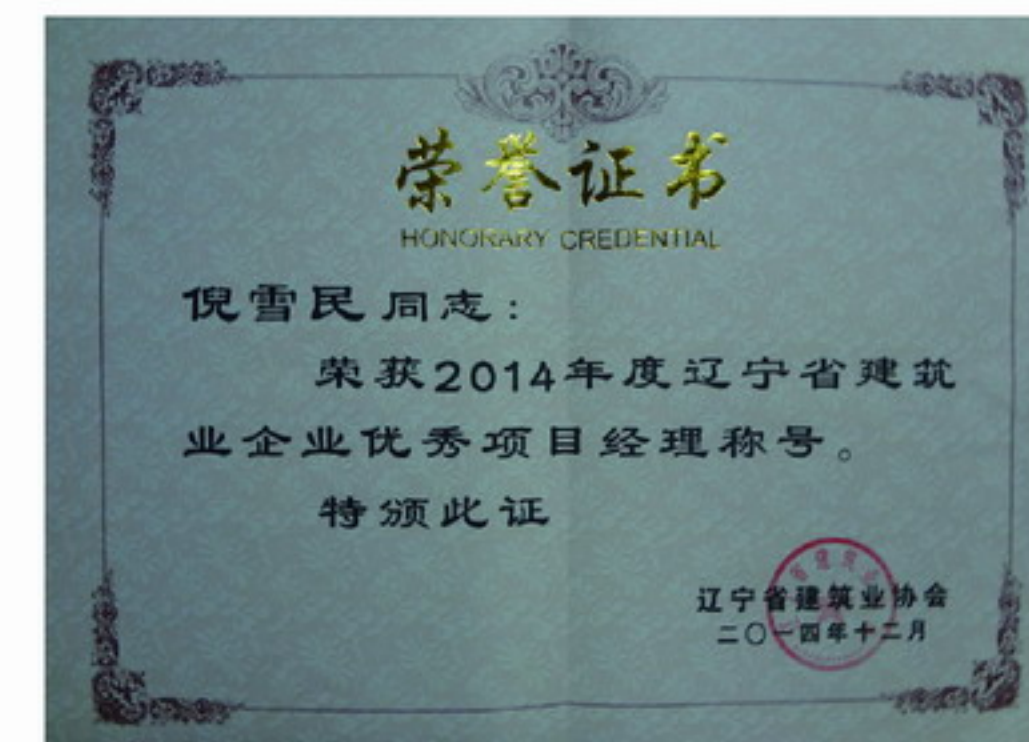 荣誉证书
HONORARY CREDENTIAL
倪雪民同志：
荣获2014年度辽宁省建筑
业企业优秀项目经理称号。
特颁此证
辽宁省建筑业协会
二〇一四年十二月